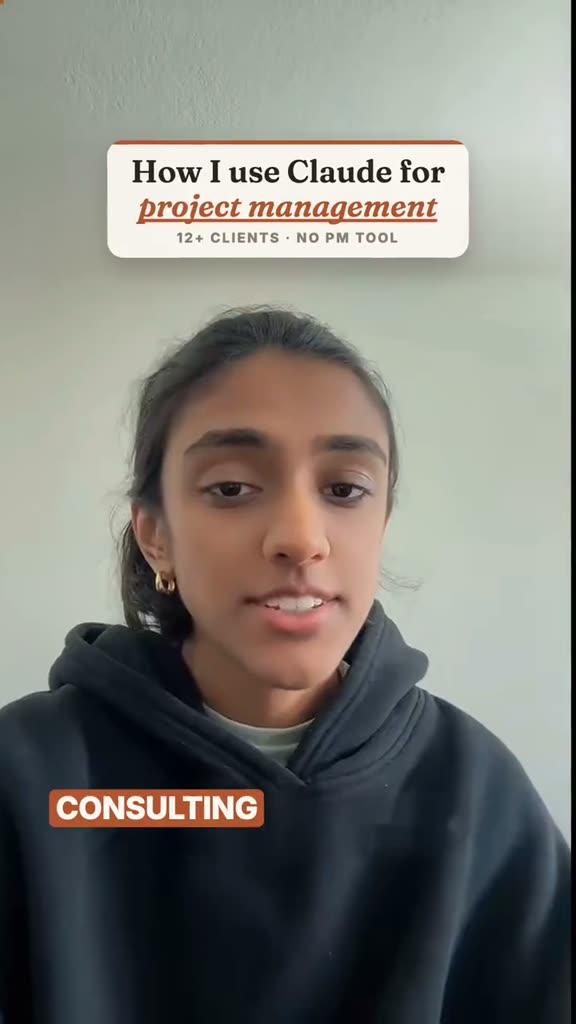 How I use Claude for
project management
12+ CLIENTS · NO PM TOOL
CONSULTING